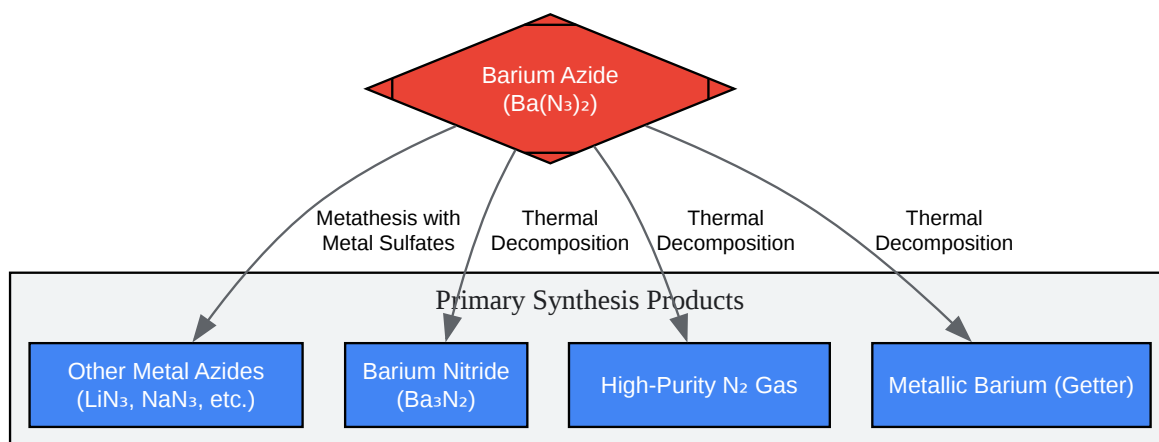 Barium Azide
(Ba(N₃)₂)
Metathesis with
Metal Sulfates
Thermal
Decomposition
Thermal
Decomposition
Thermal
Decomposition
Primary Synthesis Products
Other Metal Azides
(LiN₃, NaN₃, etc.)
Barium Nitride
(Ba₃N₂)
High-Purity N₂ Gas
Metallic Barium (Getter)